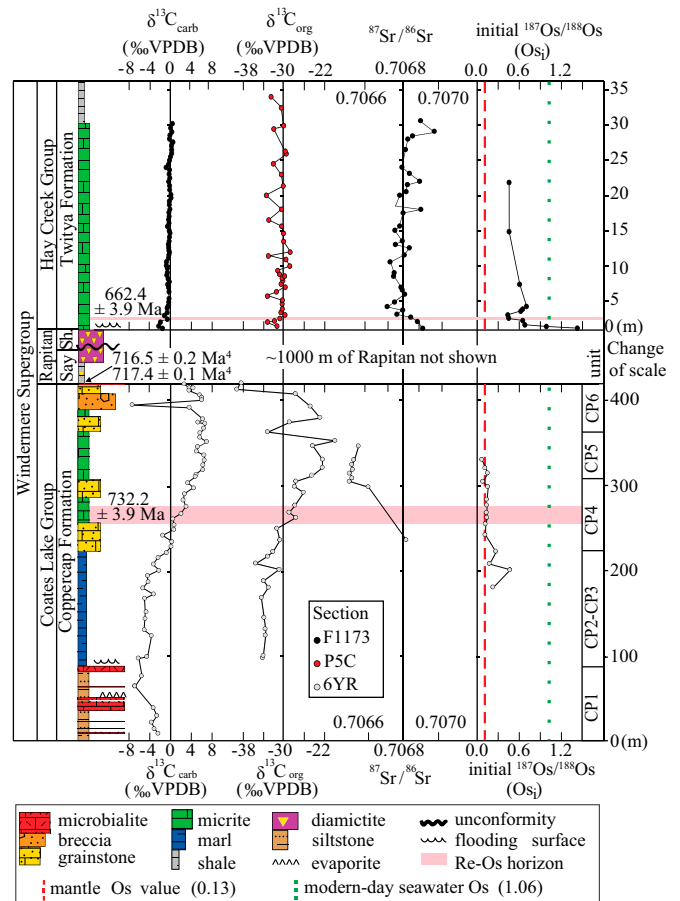 δ13Ccarb δ13Corg 87Sr/86Sr initial 187Os/188Os
(‰VPDB) (‰VPDB) (Osi)
-8 -4 0 4 8 -38 -30 -22 0.7068 0.0 0.6 1.2
0.7066 0.7070
35
30
25
20
15
10
5
0 (m)
Windermere Supergroup
Hay Creek Group
Twitya Formation
662.4
± 3.9 Ma
Rapitan
Say Sh.
716.5 ± 0.2 Ma4
717.4 ± 0.1 Ma4
~1000 m of Rapitan not shown
unit
Change
of scale
Coates Lake Group
Coppercap Formation
732.2
± 3.9 Ma
400
300
200
100
0 (m)
CP6
CP5
CP4
CP2-CP3
CP1
Section
F1173
P5C
6YR
0.7066 0.7070
-8 -4 0 4 8 -38 -30 -22 0.7068 0.0 0.6 1.2
δ13Ccarb δ13Corg 87Sr/86Sr initial 187Os/188Os
(‰VPDB) (‰VPDB) (Osi)
microbialite micrite diamictite unconformity
breccia marl siltstone flooding surface
grainstone shale evaporite Re-Os horizon
mantle Os value (0.13) modern-day seawater Os (1.06)